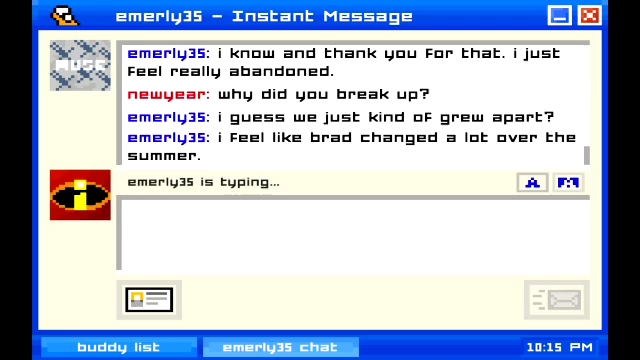 emerly35 - Instant Message
MUSE
emerly35: i know and thank you for that. i just
feel really abandoned.
newyear: why did you break up?
emerly35: i guess we just kind of grew apart?
emerly35: i feel like brad changed a lot over the
summer.
emerly35 is typing...
A
buddy list
emerly35 chat
10:15 PM